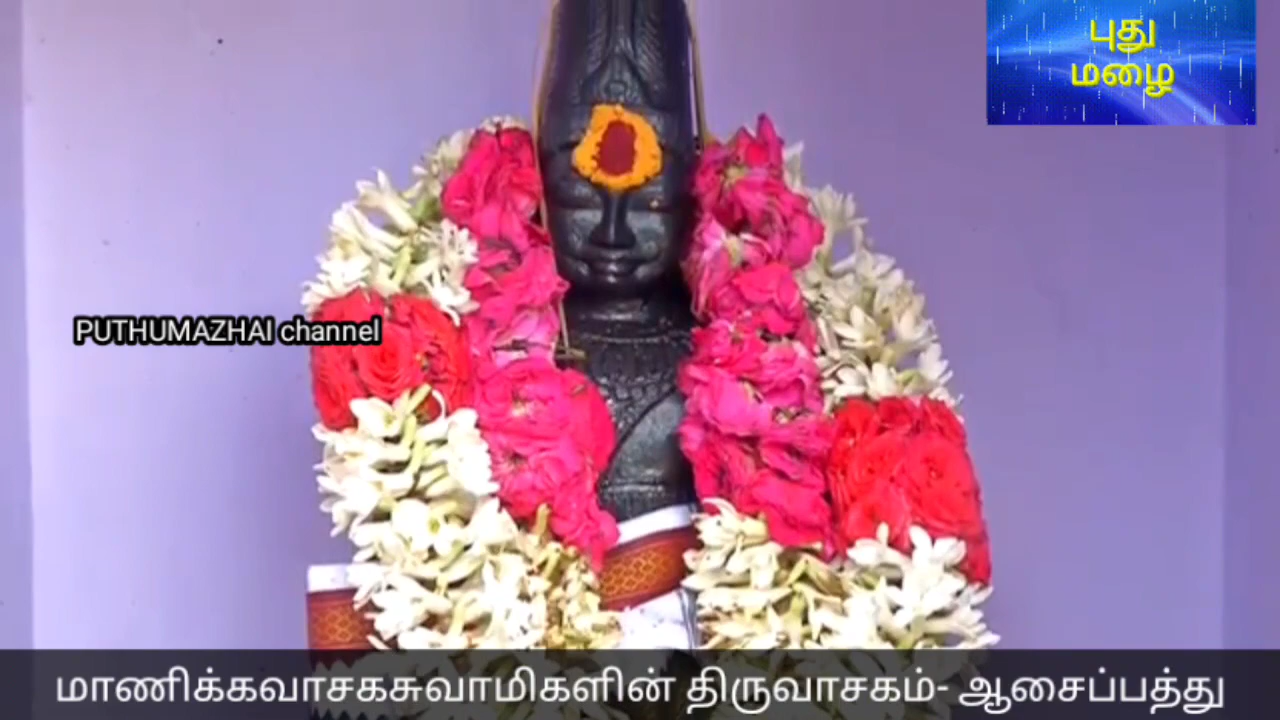 புது
மழை
PUTHUMAZHAI channel
மாணிக்கவாசகசுவாமிகளின் திருவாசகம்- ஆசைப்பத்து